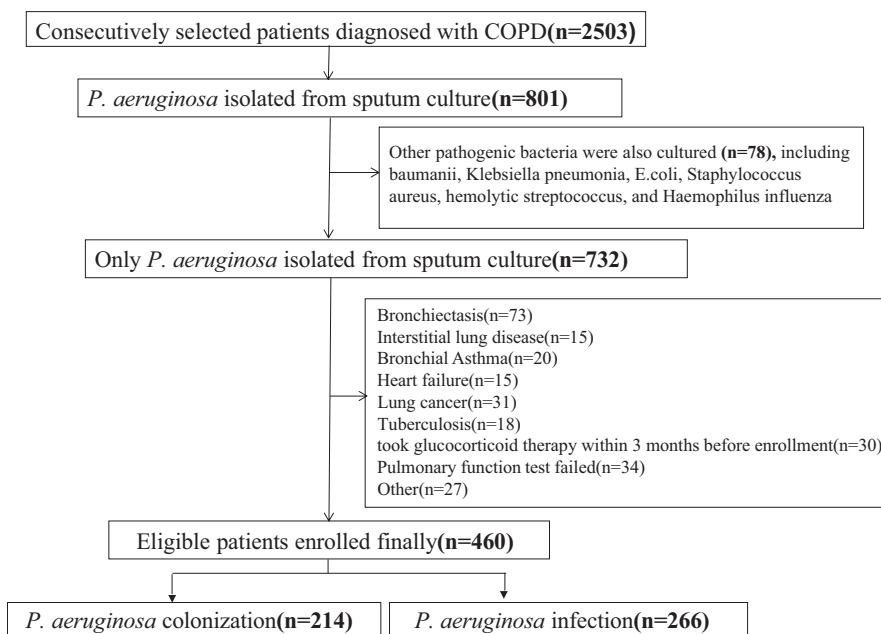 Consecutively selected patients diagnosed with COPD(n=2503)
P. aeruginosa isolated from sputum culture(n=801)
Other pathogenic bacteria were also cultured (n=78), including
baumanii, Klebsiella pneumonia, E.coli, Staphylococcus
aureus, hemolytic streptococcus, and Haemophilus influenza
Only P. aeruginosa isolated from sputum culture(n=732)
Bronchiectasis(n=73)
Interstitial lung disease(n=15)
Bronchial Asthma(n=20)
Heart failure(n=15)
Lung cancer(n=31)
Tuberculosis(n=18)
took glucocorticoid therapy within 3 months before enrollment(n=30)
Pulmonary function test failed(n=34)
Other(n=27)
Eligible patients enrolled finally(n=460)
P. aeruginosa colonization(n=214)
P. aeruginosa infection(n=266)